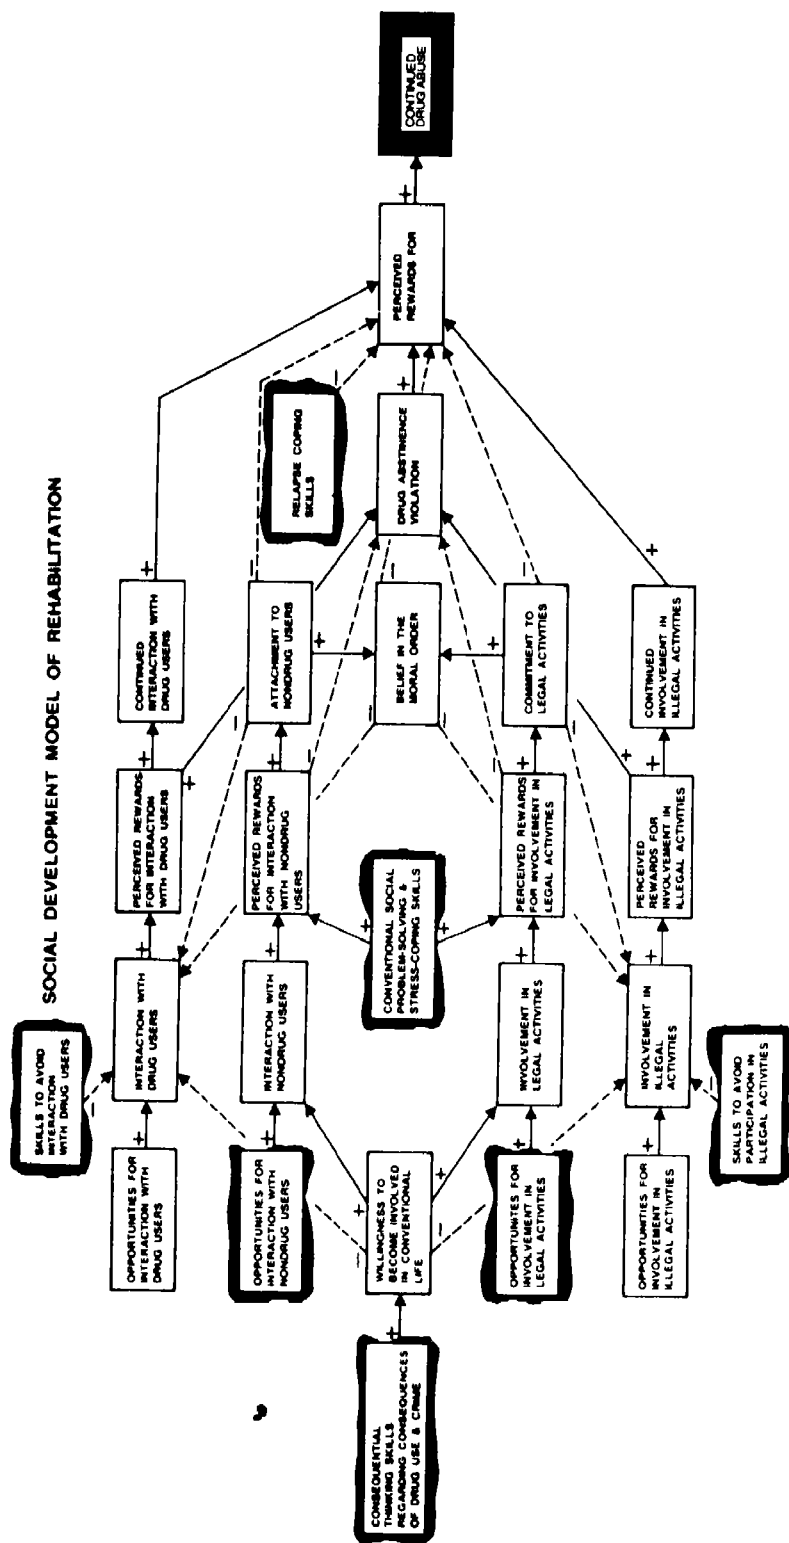 SOCIAL DEVELOPMENT MODEL OF REHABILITATION
SKILLS TO AVOID
INTERACTION
WITH DRUG USERS
OPPORTUNITIES FOR
INTERACTION WITH
DRUG USERS
INTERACTION WITH
DRUG USERS
PERCEIVED REWARDS
FOR INTERACTION
WITH DRUG USERS
CONTINUED
INTERACTION WITH
DRUG USERS
OPPORTUNITIES FOR
INTERACTION WITH
NONDRUG USERS
INTERACTION WITH
NONDRUG USERS
PERCEIVED REWARDS
FOR INTERACTION
WITH NONDRUG
USERS
ATTACHMENT TO
NONDRUG USERS
RELAPSE COPING
SKILLS
CONSEQUENTIAL
THINKING SKILLS
REGARDING CONSEQUENCES
OF DRUG USE & CRIME
WILLINGNESS TO
BECOME INVOLVED
IN CONVENTIONAL
LIFE
CONVENTIONAL SOCIAL
PROBLEM-SOLVING &
STRESS-COPING SKILLS
BELIEF IN THE
MORAL ORDER
DRUG ABSTINENCE
VIOLATION
PERCEIVED
REWARDS FOR
CONTINUED
DRUG ABUSE
OPPORTUNITES FOR
INVOLVEMENT IN
LEGAL ACTIVITIES
INVOLVEMENT IN
LEGAL ACTIVITIES
PERCEIVED REWARDS
FOR INVOLVEMENT IN
LEGAL ACTIVITIES
COMMITMENT TO
LEGAL ACTIVITIES
OPPORTUNITIES FOR
INVOLVEMENT IN
ILLEGAL ACTIVITIES
INVOLVEMENT IN
ILLEGAL
ACTIVITIES
PERCEIVED
REWARDS FOR
INVOLVEMENT IN
ILLEGAL ACTIVITIES
CONTINUED
INVOLVEMENT IN
ILLEGAL ACTIVITIES
SKILLS TO AVOID
PARTICIPATION IN
ILLEGAL ACTIVITIES